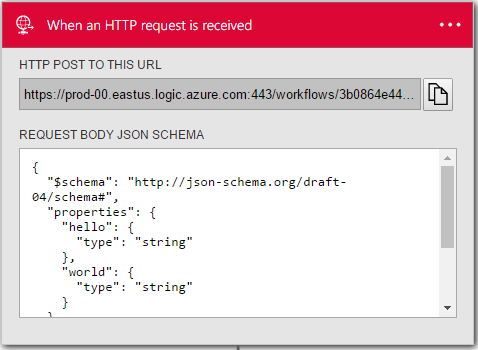 When an HTTP request is received
HTTP POST TO THIS URL
https://prod-00.eastus.logic.azure.com:443/workflows/3b0864e44...
REQUEST BODY JSON SCHEMA
{
  "$schema": "http://json-schema.org/draft-
04/schema#",
  "properties": {
    "hello": {
      "type": "string"
    },
    "world": {
      "type": "string"
    }
  }